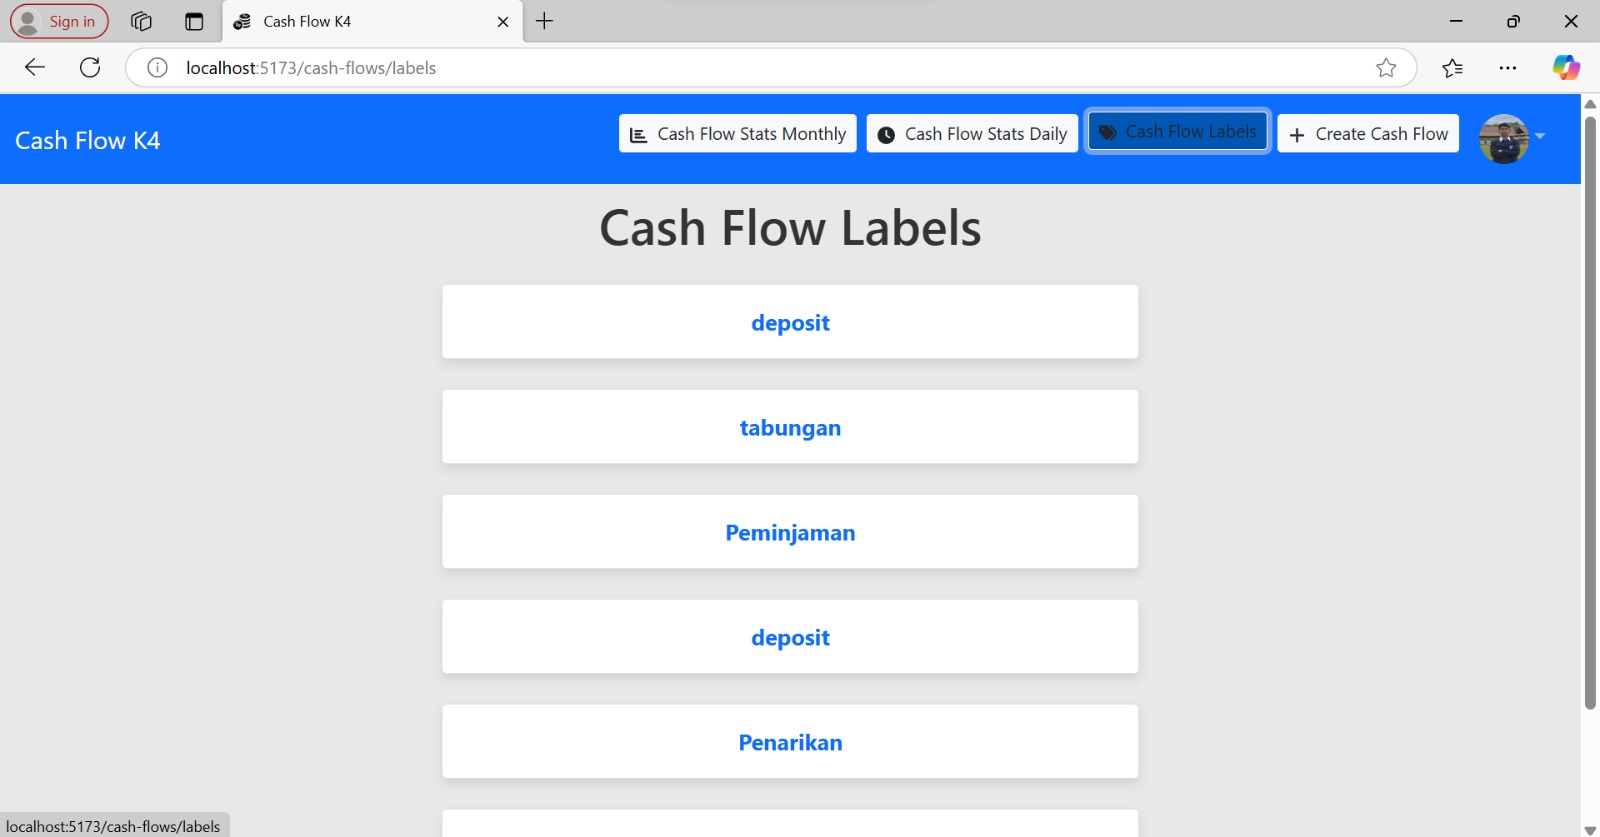 Sign in
Cash Flow K4
localhost:5173/cash-flows/labels
Cash Flow K4
Cash Flow Stats Monthly
Cash Flow Stats Daily
Cash Flow Labels
Create Cash Flow
Cash Flow Labels
deposit
tabungan
Peminjaman
deposit
Penarikan
localhost:5173/cash-flows/labels